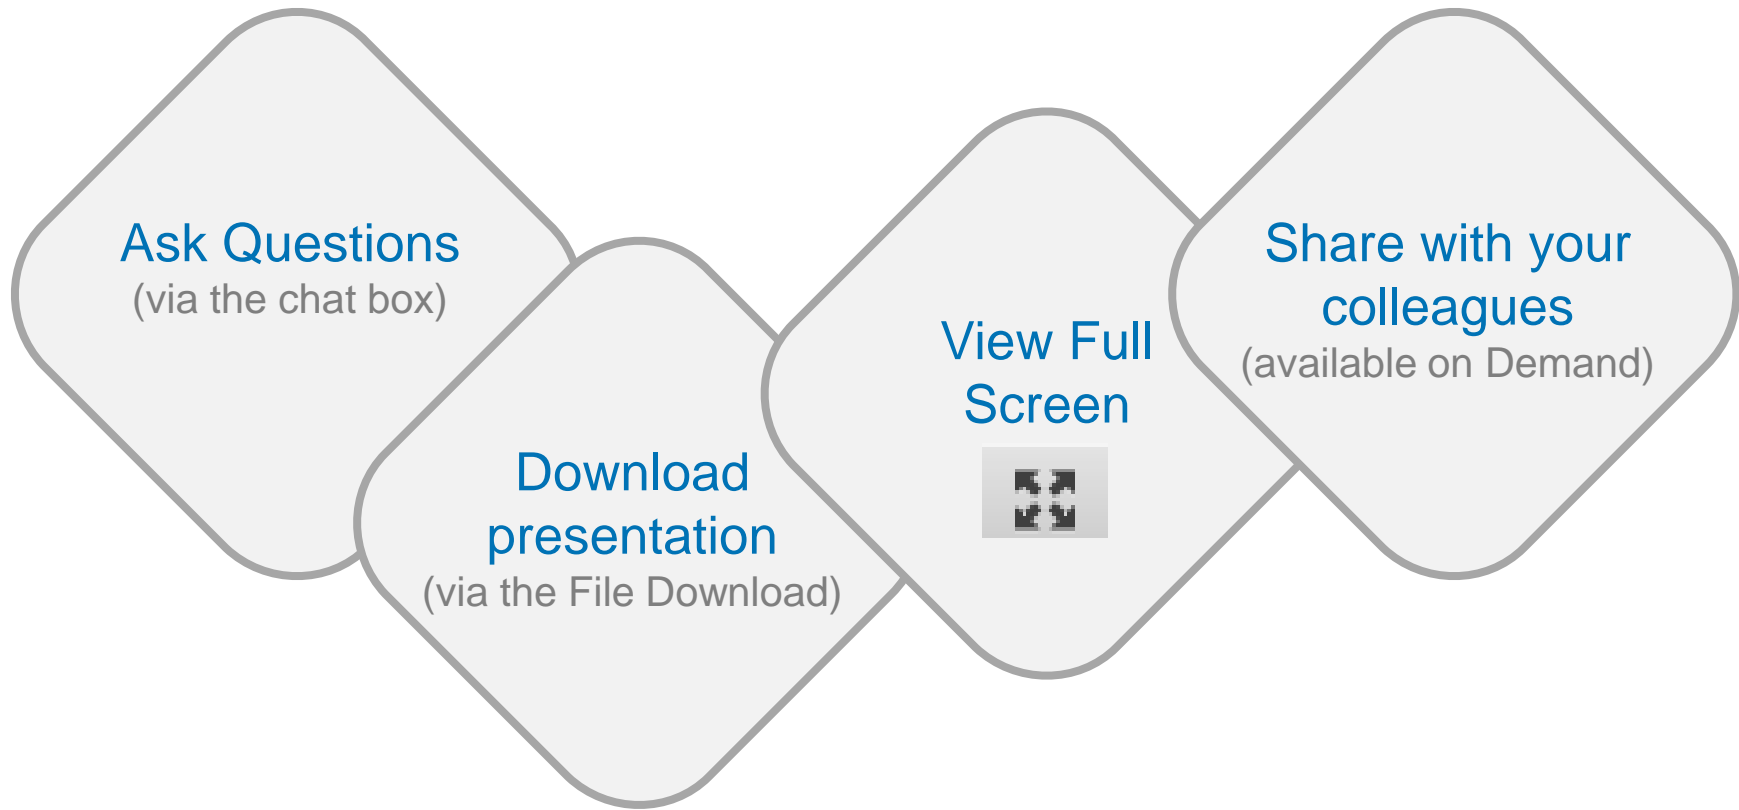 Ask Questions
(via the chat box)
Download
presentation
(via the File Download)
View Full
Screen
Share with your
colleagues
(available on Demand)